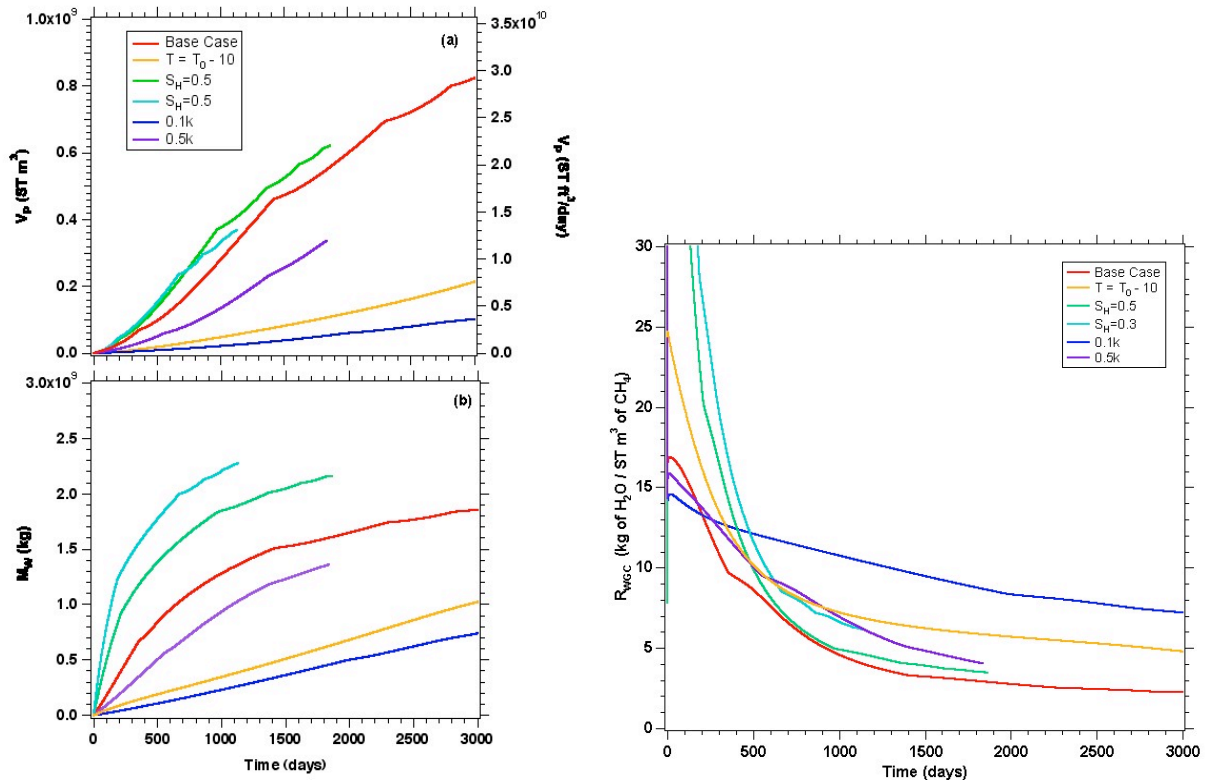 (a)
1.0x10⁹
0.8
0.6
0.4
0.2
0.0
V_P (ST m³)
3.5x10¹⁰
3.0
2.5
2.0
1.5
1.0
0.5
0.0
V_P (ST ft³/day)
Base Case
T = T₀ - 10
S_H=0.5
S_H=0.5
0.1k
0.5k
(b)
3.0x10⁹
2.5
2.0
1.5
1.0
0.5
0.0
M_W (kg)
0
500
1000
1500
2000
2500
3000
Time (days)
30
25
20
15
10
5
0
R_WGC (kg of H₂O / ST m³ of CH₄)
Base Case
T = T₀ - 10
S_H=0.5
S_H=0.3
0.1k
0.5k
0
500
1000
1500
2000
2500
3000
Time (days)